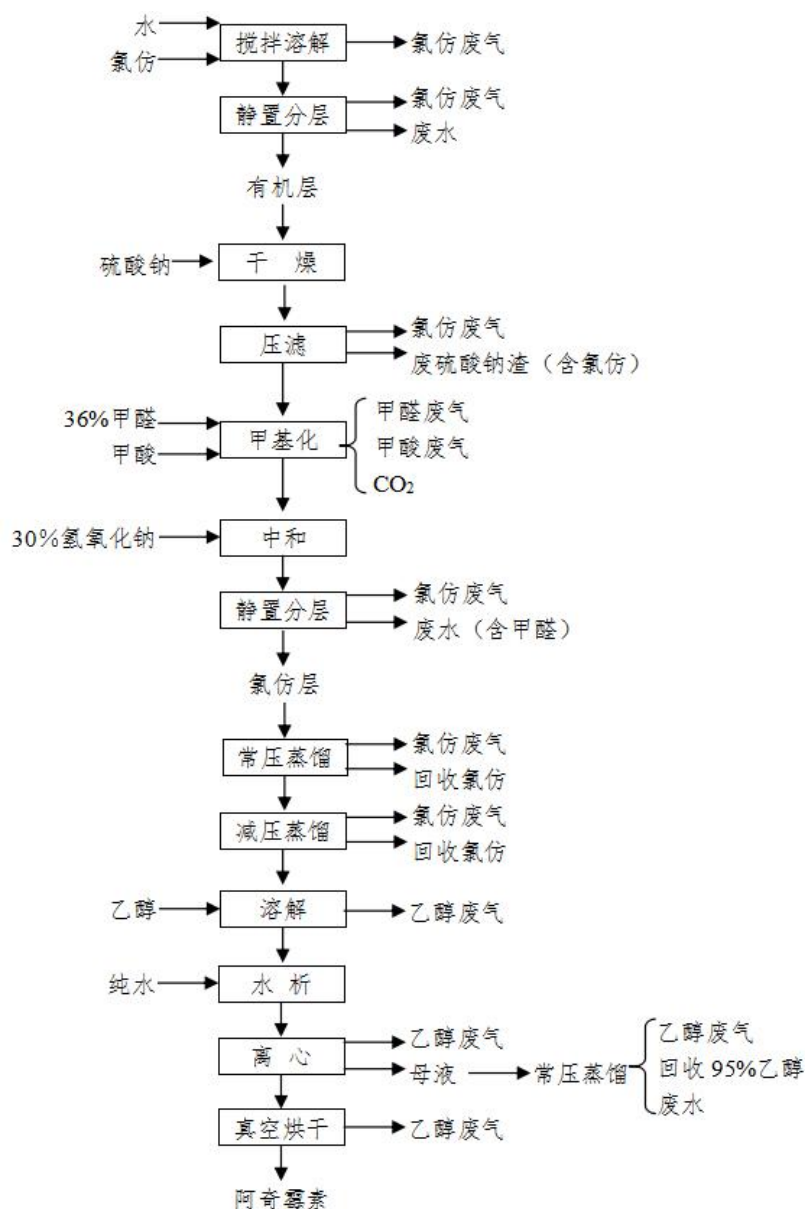 水
氯仿
搅拌溶解
氯仿废气
静置分层
氯仿废气
废水
有机层
硫酸钠
干 燥
压滤
氯仿废气
废硫酸钠渣（含氯仿）
36%甲醛
甲酸
甲基化
甲醛废气
甲酸废气
CO₂
30%氢氧化钠
中和
静置分层
氯仿废气
废水（含甲醛）
氯仿层
常压蒸馏
氯仿废气
回收氯仿
减压蒸馏
氯仿废气
回收氯仿
乙醇
溶解
乙醇废气
纯水
水 析
离 心
乙醇废气
母液
常压蒸馏
乙醇废气
回收 95%乙醇
废水
真空烘干
乙醇废气
阿奇霉素